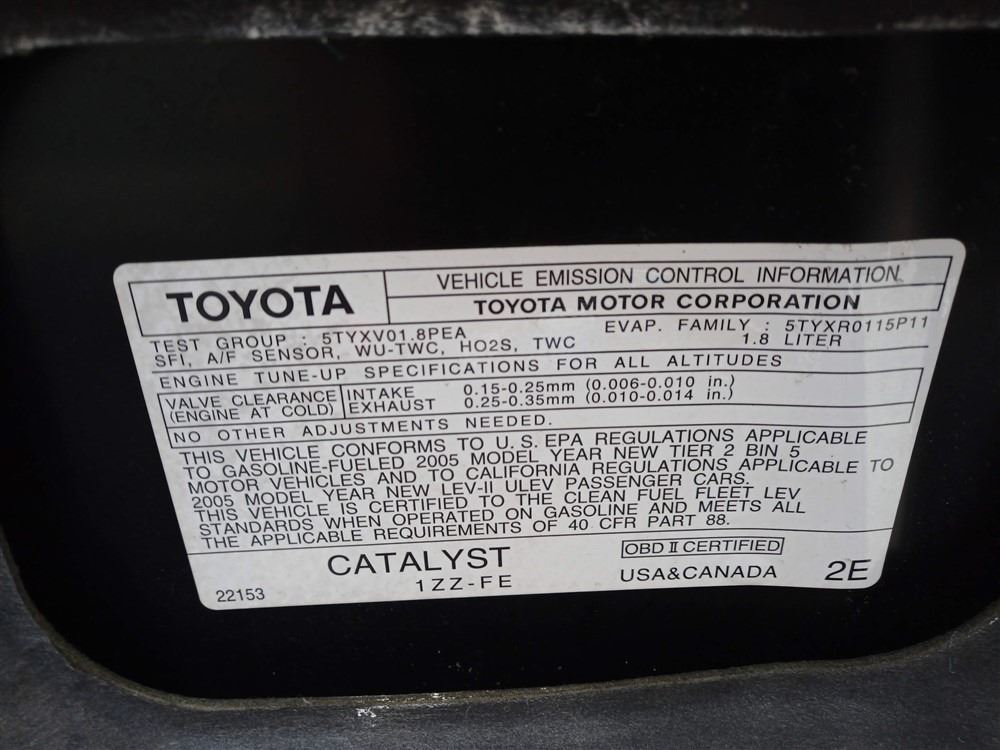 TOYOTA
VEHICLE EMISSION CONTROL INFORMATION
TOYOTA MOTOR CORPORATION
TEST GROUP : 5TYXV01.8PEA
EVAP. FAMILY : 5TYXR0115P11
SFI, A/F SENSOR, WU-TWC, HO2S, TWC
1.8 LITER
ENGINE TUNE-UP SPECIFICATIONS FOR ALL ALTITUDES
VALVE CLEARANCE
(ENGINE AT COLD)
INTAKE 0.15-0.25mm (0.006-0.010 in.)
EXHAUST 0.25-0.35mm (0.010-0.014 in.)
NO OTHER ADJUSTMENTS NEEDED.
THIS VEHICLE CONFORMS TO U.S. EPA REGULATIONS APPLICABLE
TO GASOLINE-FUELED 2005 MODEL YEAR NEW TIER 2 BIN 5
MOTOR VEHICLES AND TO CALIFORNIA REGULATIONS APPLICABLE TO
2005 MODEL YEAR NEW LEV-II ULEV PASSENGER CARS.
THIS VEHICLE IS CERTIFIED TO THE CLEAN FUEL FLEET LEV
STANDARDS WHEN OPERATED ON GASOLINE AND MEETS ALL
THE APPLICABLE REQUIREMENTS OF 40 CFR PART 88.
CATALYST
OBD II CERTIFIED
22153
1ZZ-FE
USA&CANADA
2E